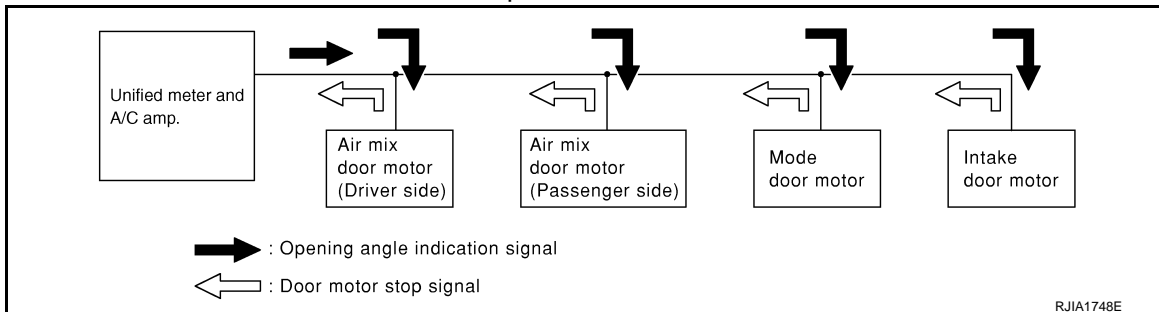 Unified meter and
A/C amp.
Air mix
door motor
(Driver side)
Air mix
door motor
(Passenger side)
Mode
door motor
Intake
door motor
: Opening angle indication signal
: Door motor stop signal
RJIA1748E